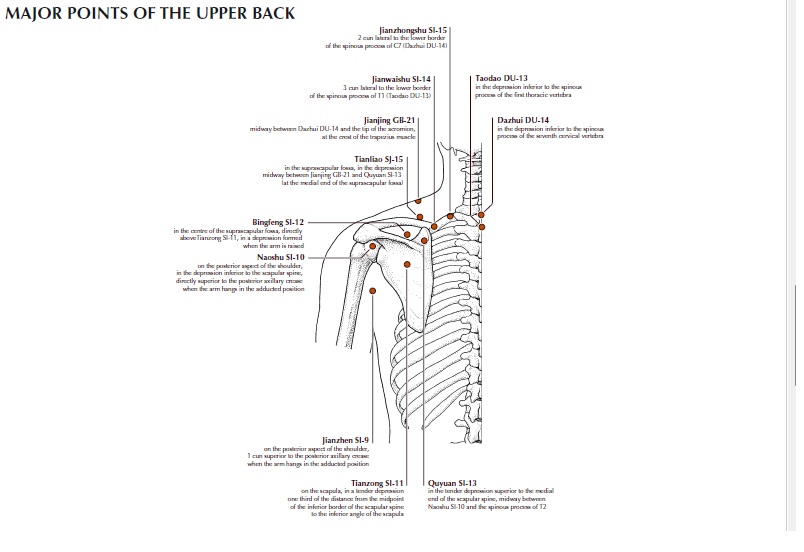 MAJOR POINTS OF THE UPPER BACK
Jianzhongshu SI-15
2 cun lateral to the lower border
of the spinous process of C7 (Dazhui DU-14)
Jianwaishu SI-14
3 cun lateral to the lower border
of the spinous process of T1 (Taodao DU-13)
Taodao DU-13
in the depression inferior to the spinous
process of the first thoracic vertebra
Jianjing GB-21
midway between Dazhui DU-14 and the tip of the acromion,
at the crest of the trapezius muscle
Dazhui DU-14
in the depression inferior to the spinous
process of the seventh cervical vertebra
Tianliao SJ-15
in the suprascapular fossa, in the depression
midway between Jianjing GB-21 and Quyuan SI-13
(at the medial end of the suprascapular fossa)
Bingfeng SI-12
in the centre of the suprascapular fossa, directly
aboveTianzong SI-11, in a depression formed
when the arm is raised
Naoshu SI-10
on the posterior aspect of the shoulder,
in the depression inferior to the scapular spine,
directly superior to the posterior axillary crease
when the arm hangs in the adducted position
Jianzhen SI-9
on the posterior aspect of the shoulder,
1 cun superior to the posterior axillary crease
when the arm hangs in the adducted position
Tianzong SI-11
on the scapula, in a tender depression
one third of the distance from the midpoint
of the inferior border of the scapular spine
to the inferior angle of the scapula
Quyuan SI-13
in the tender depression superior to the medial
end of the scapular spine, midway between
Naoshu SI-10 and the spinous process of T2